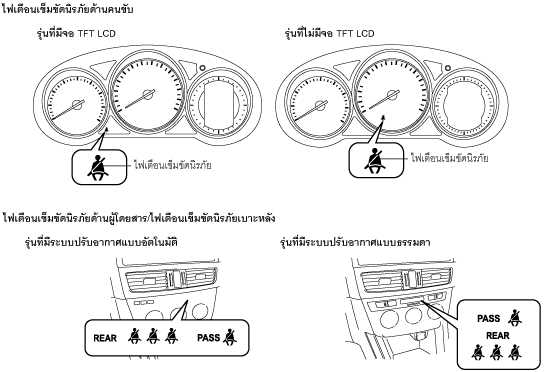 ไฟเตือนเข็มขัดนิรภัยด้านคนขับ
รุ่นที่มีจอ TFT LCD
รุ่นที่ไม่มีจอ TFT LCD
ไฟเตือนเข็มขัดนิรภัย
ไฟเตือนเข็มขัดนิรภัย
ไฟเตือนเข็มขัดนิรภัยด้านผู้โดยสาร/ไฟเตือนเข็มขัดนิรภัยเบาะหลัง
รุ่นที่มีระบบปรับอากาศแบบอัตโนมัติ
รุ่นที่มีระบบปรับอากาศแบบธรรมดา
REAR
PASS
PASS
REAR